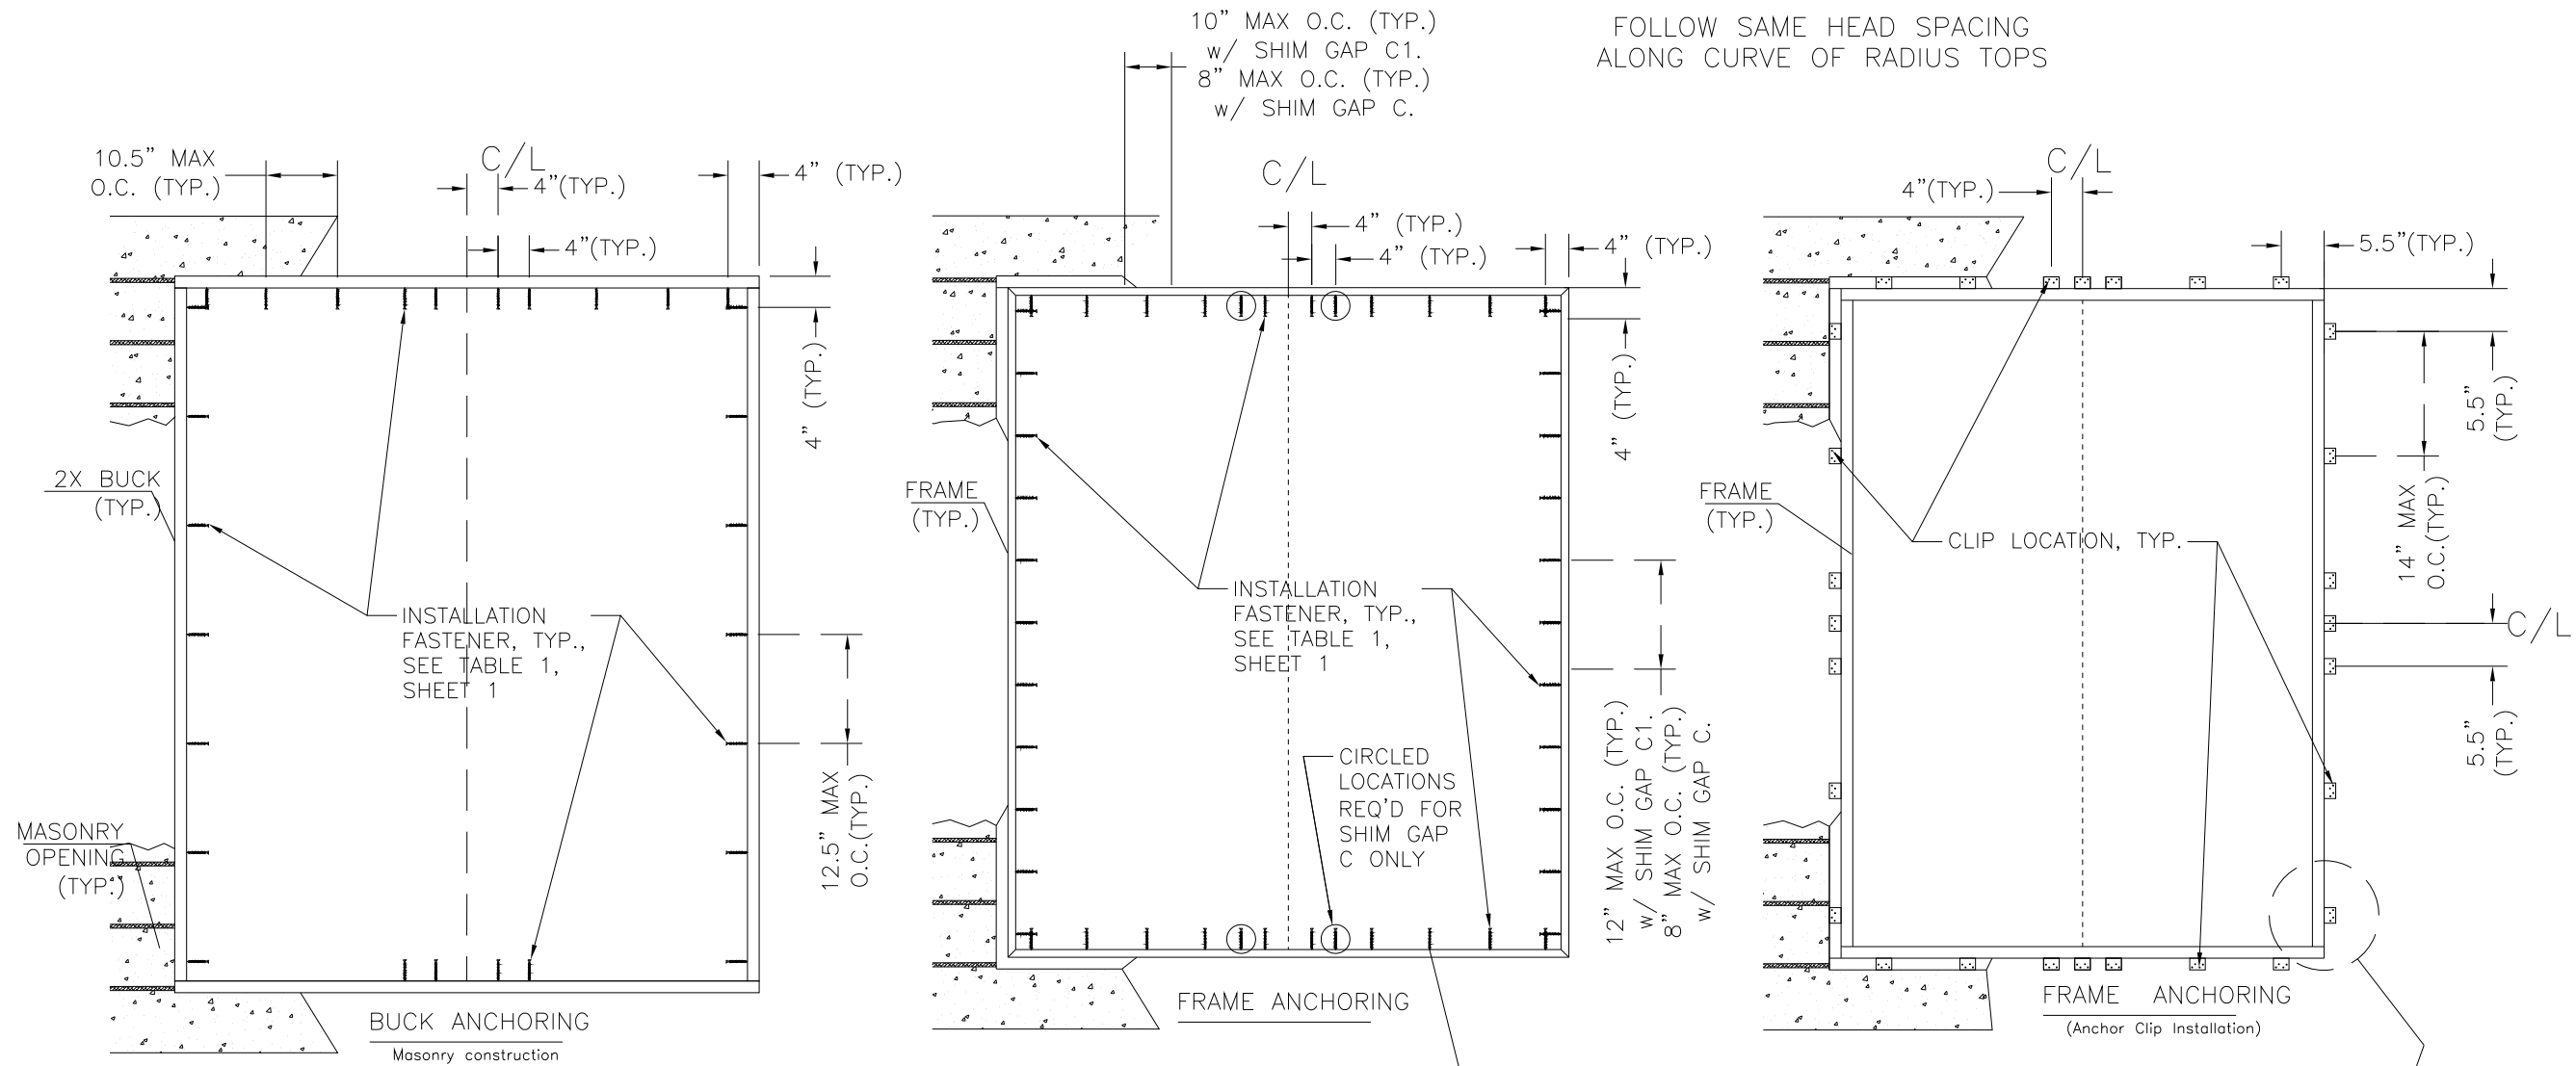 FOLLOW SAME HEAD SPACING
ALONG CURVE OF RADIUS TOPS
10.5” MAX
O.C. (TYP.)
C/L
4”(TYP.)
4” (TYP.)
4”(TYP.)
4” (TYP.)
2X BUCK
(TYP.)
INSTALLATION
FASTENER, TYP.,
SEE TABLE 1,
SHEET 1
12.5” MAX
O.C.(TYP.)
MASONRY
OPENING
(TYP.)
BUCK ANCHORING
Masonry construction
10” MAX O.C. (TYP.)
w/ SHIM GAP C1.
8” MAX O.C. (TYP.)
w/ SHIM GAP C.
C/L
4” (TYP.)
4” (TYP.)
4” (TYP.)
4” (TYP.)
FRAME
(TYP.)
INSTALLATION
FASTENER, TYP.,
SEE TABLE 1,
SHEET 1
CIRCLED
LOCATIONS
REQ’D FOR
SHIM GAP
C ONLY
12” MAX O.C. (TYP.)
w/ SHIM GAP C1.
8” MAX O.C. (TYP.)
w/ SHIM GAP C.
FRAME ANCHORING
C/L
4”(TYP.)
5.5”(TYP.)
5.5”
(TYP.)
FRAME
(TYP.)
CLIP LOCATION, TYP.
14” MAX
O.C.(TYP.)
C/L
5.5”
(TYP.)
FRAME ANCHORING
(Anchor Clip Installation)